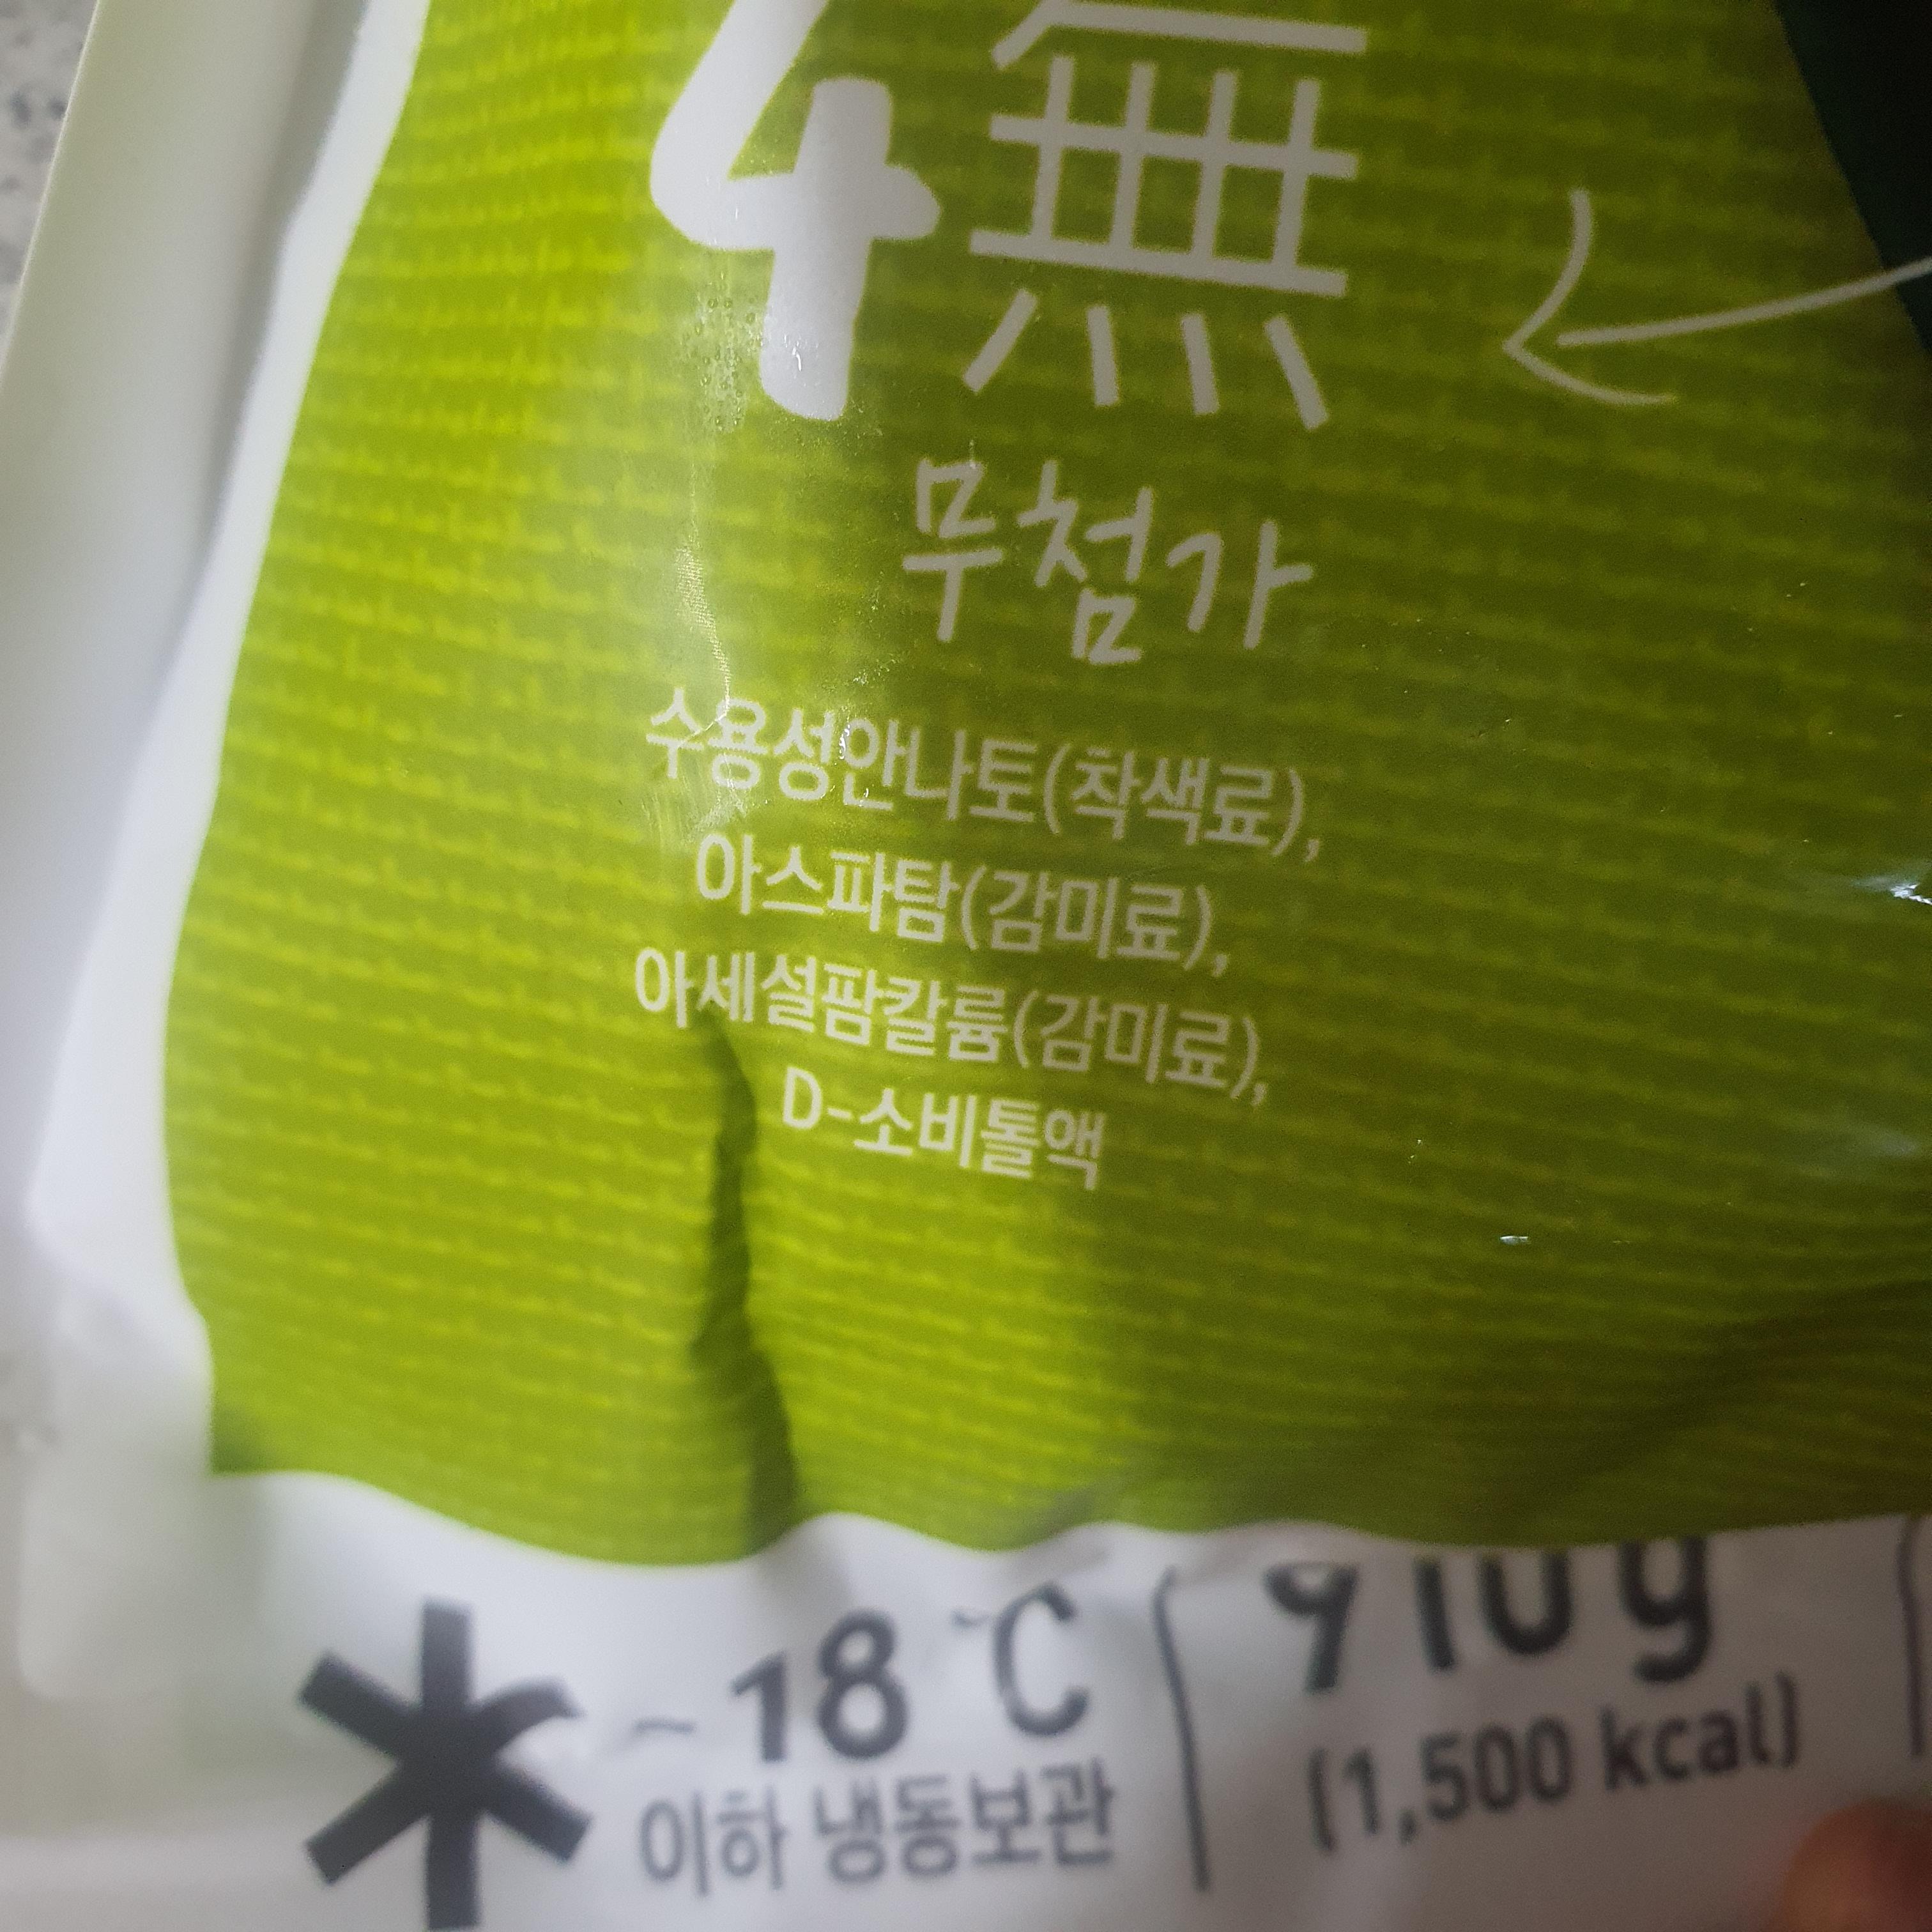 4無
무첨가
수용성안나토(착색료),
아스파탐(감미료),
아세설팜칼륨(감미료),
D-소비톨액
-18℃
이하 냉동보관
910g
(1,500 kcal)